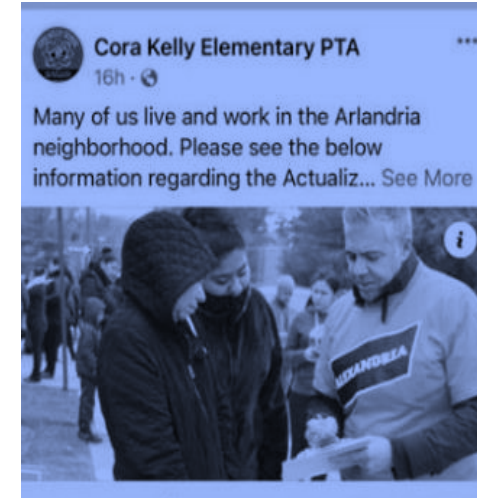 Cora Kelly Elementary PTA
16h ·
Many of us live and work in the Arlandria
neighborhood. Please see the below
information regarding the Actualiz... See More
i
ALEXANDRIA